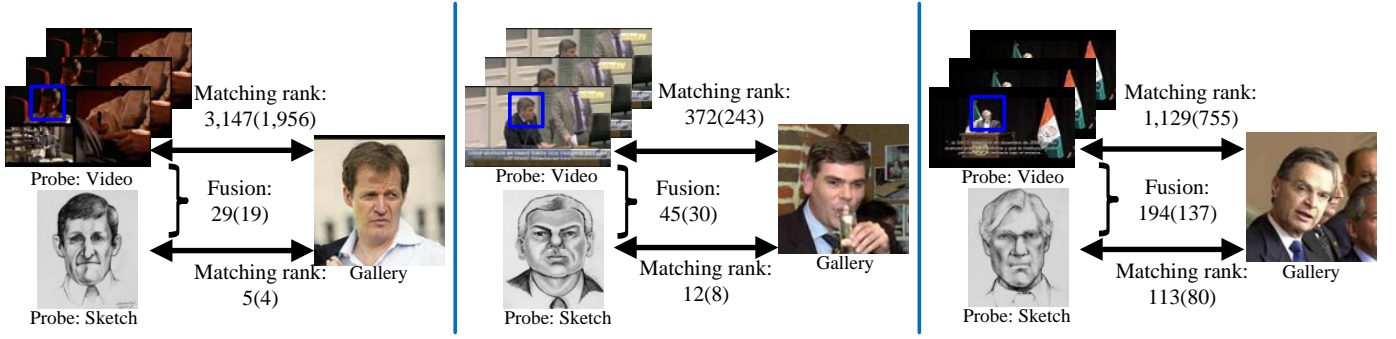 Matching rank:
3,147(1,956)
Probe: Video
Fusion:
29(19)
Gallery
Matching rank:
5(4)
Probe: Sketch
Matching rank:
372(243)
Probe: Video
Fusion:
45(30)
Gallery
Matching rank:
12(8)
Probe: Sketch
Matching rank:
1,129(755)
Probe: Video
Fusion:
194(137)
Gallery
Matching rank:
113(80)
Probe: Sketch